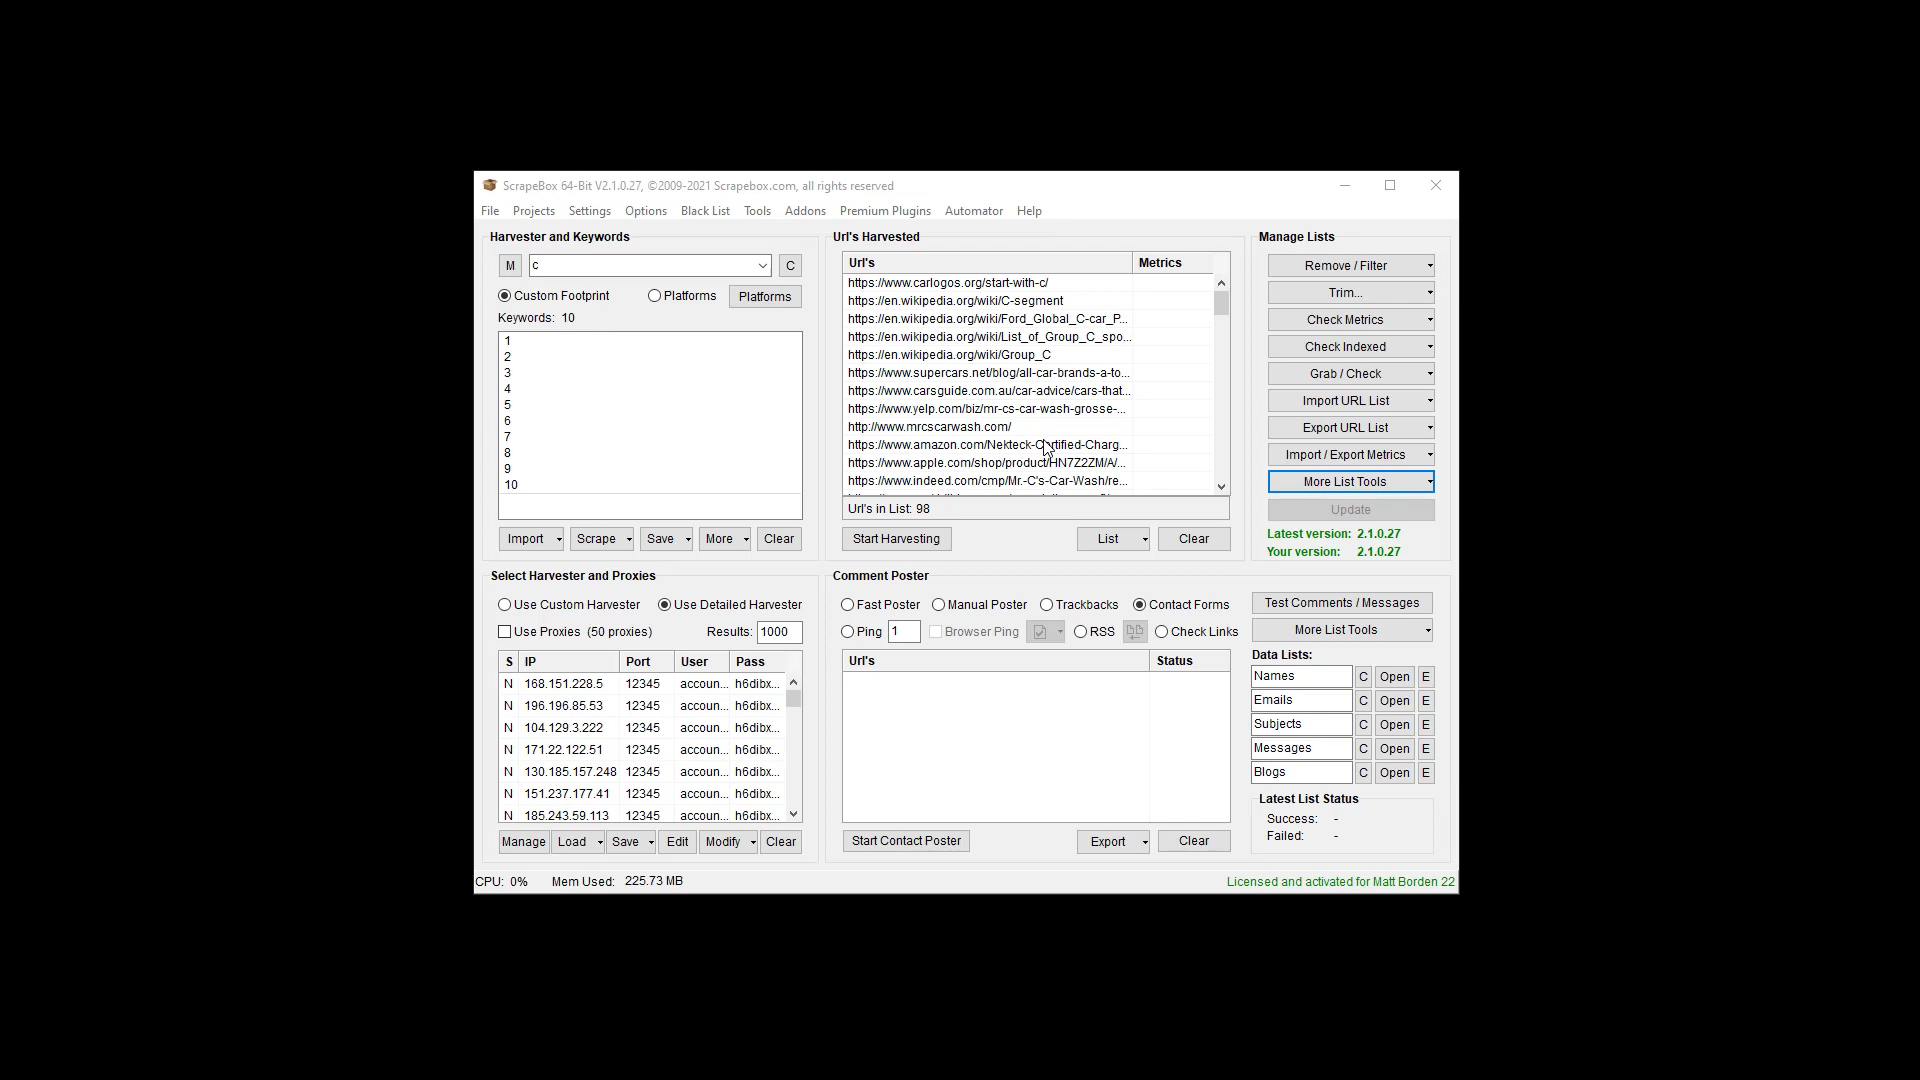 ScrapeBox 64-Bit V2.1.0.27, ©2009-2021 Scrapebox.com, all rights reserved
File Projects Settings Options Black List Tools Addons Premium Plugins Automator Help
Harvester and Keywords
M c C
Custom Footprint Platforms Platforms
Keywords: 10
1
2
3
4
5
6
7
8
9
10
Import Scrape Save More Clear
Url's Harvested
Url's Metrics
https://www.carlogos.org/start-with-c/
https://en.wikipedia.org/wiki/C-segment
https://en.wikipedia.org/wiki/Ford_Global_C-car_P...
https://en.wikipedia.org/wiki/List_of_Group_C_spo...
https://en.wikipedia.org/wiki/Group_C
https://www.supercars.net/blog/all-car-brands-a-to...
https://www.carsguide.com.au/car-advice/cars-that...
https://www.yelp.com/biz/mr-cs-car-wash-grosse-...
http://www.mrcscarwash.com/
https://www.amazon.com/Nekteck-Certified-Charg...
https://www.apple.com/shop/product/HN7Z2ZM/A/...
https://www.indeed.com/cmp/Mr.-C's-Car-Wash/re...
Url's in List: 98
Start Harvesting List Clear
Manage Lists
Remove / Filter
Trim...
Check Metrics
Check Indexed
Grab / Check
Import URL List
Export URL List
Import / Export Metrics
More List Tools
Update
Latest version: 2.1.0.27
Your version: 2.1.0.27
Select Harvester and Proxies
Use Custom Harvester Use Detailed Harvester
Use Proxies (50 proxies) Results: 1000
S IP Port User Pass
N 168.151.228.5 12345 accoun... h6dibx...
N 196.196.85.53 12345 accoun... h6dibx...
N 104.129.3.222 12345 accoun... h6dibx...
N 171.22.122.51 12345 accoun... h6dibx...
N 130.185.157.248 12345 accoun... h6dibx...
N 151.237.177.41 12345 accoun... h6dibx...
N 185.243.59.113 12345 accoun... h6dibx...
Manage Load Save Edit Modify Clear
Comment Poster
Fast Poster Manual Poster Trackbacks Contact Forms
Ping 1 Browser Ping RSS Check Links
Url's Status
Start Contact Poster Export Clear
Test Comments / Messages
More List Tools
Data Lists:
Names C Open E
Emails C Open E
Subjects C Open E
Messages C Open E
Blogs C Open E
Latest List Status
Success: -
Failed: -
CPU: 0% Mem Used: 225.73 MB
Licensed and activated for Matt Borden 22